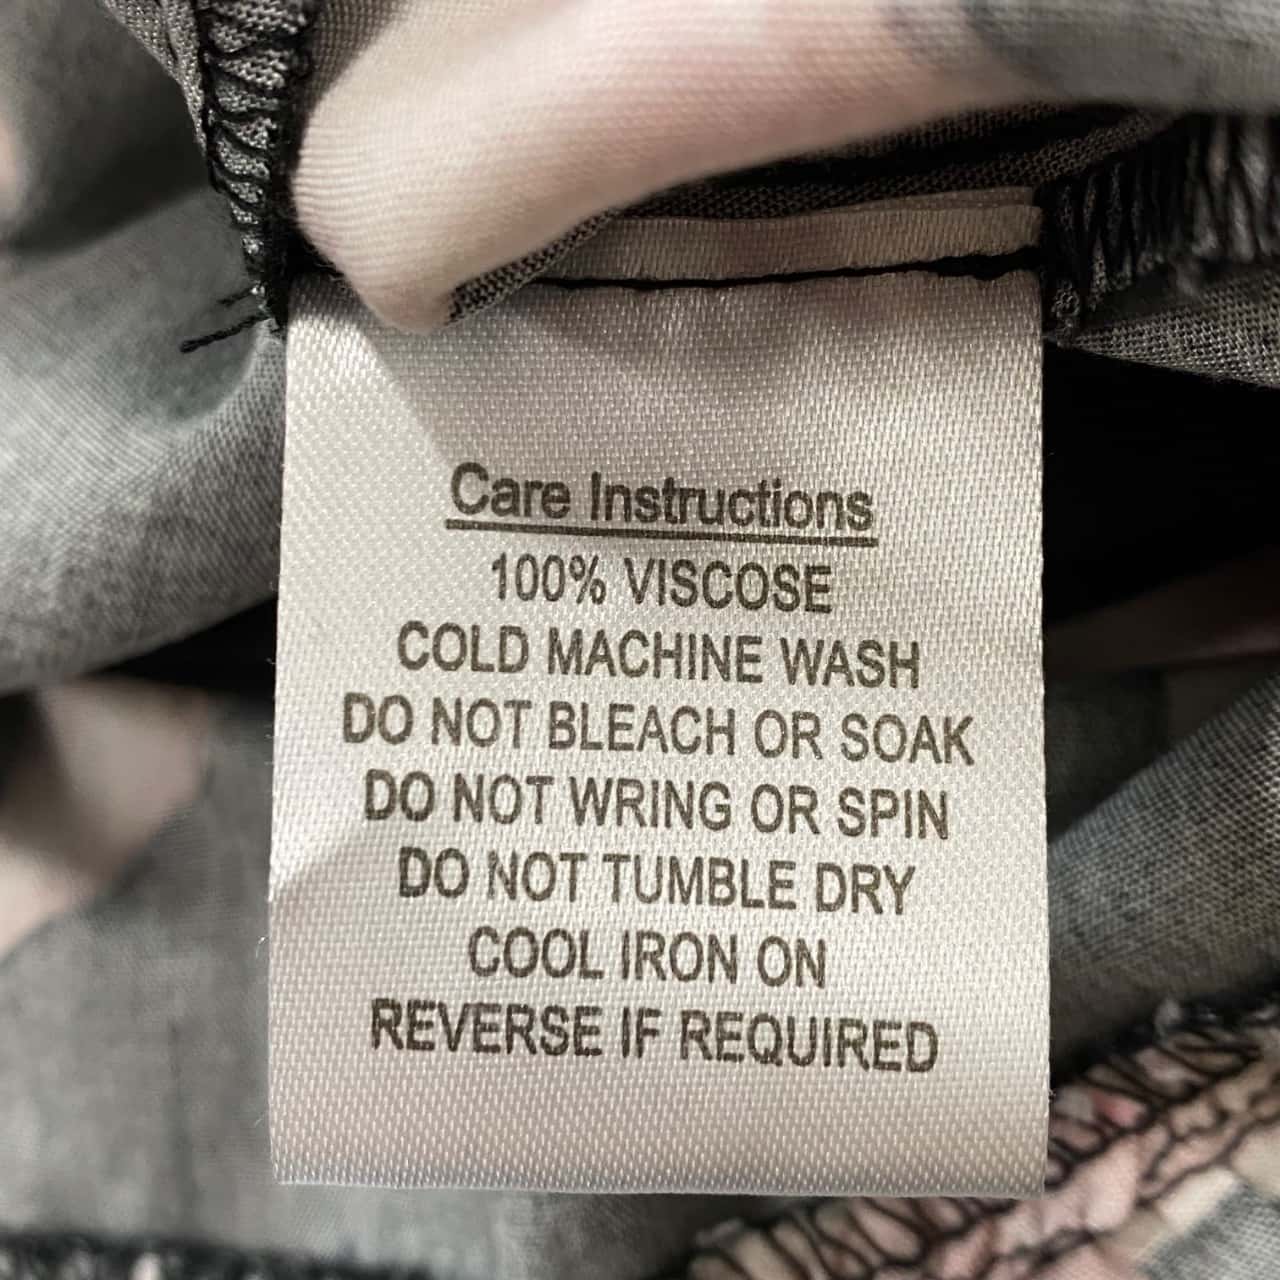 Care Instructions
100% VISCOSE
COLD MACHINE WASH
DO NOT BLEACH OR SOAK
DO NOT WRING OR SPIN
DO NOT TUMBLE DRY
COOL IRON ON
REVERSE IF REQUIRED